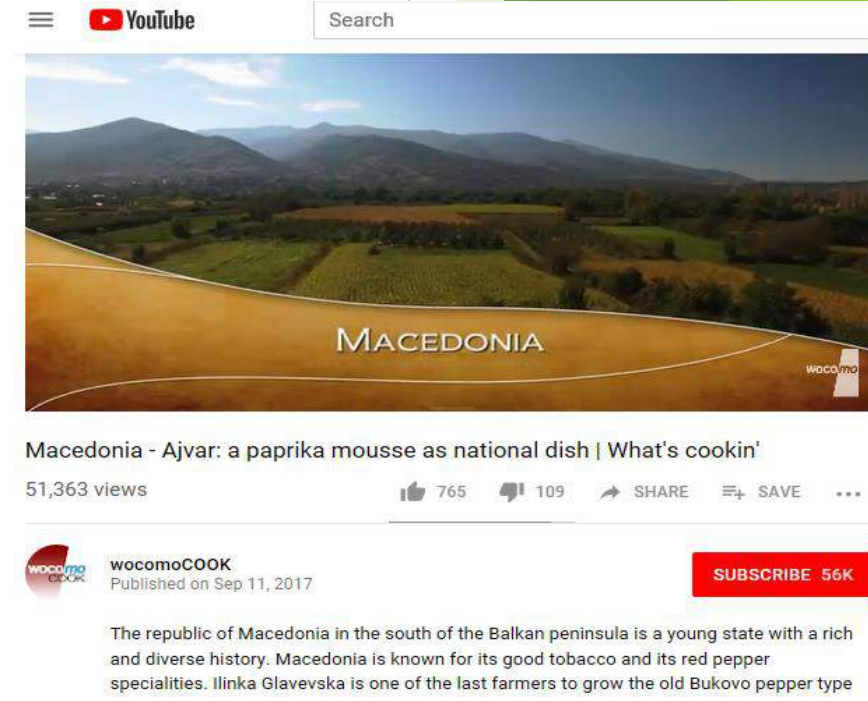 YouTube
Search
MACEDONIA
wocomo
Macedonia - Ajvar: a paprika mousse as national dish | What's cookin'
51,363 views
765 109 SHARE SAVE
wocomo
COOK
wocomoCOOK
Published on Sep 11, 2017
SUBSCRIBE 56K
The republic of Macedonia in the south of the Balkan peninsula is a young state with a rich
and diverse history. Macedonia is known for its good tobacco and its red pepper
specialities. Ilinka Glavevska is one of the last farmers to grow the old Bukovo pepper type